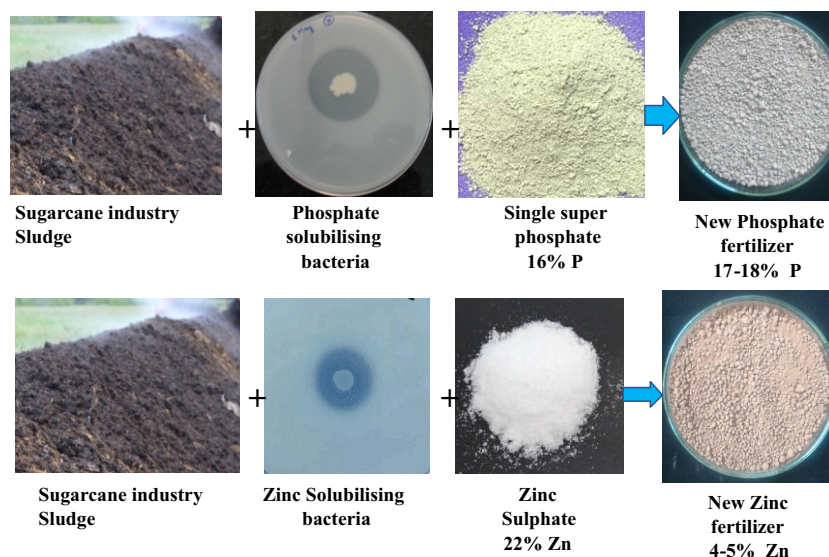 + + 
Sugarcane industry
Sludge
Phosphate
solubilising
bacteria
Single super
phosphate
16% P
New Phosphate
fertilizer
17-18% P
+ +
Sugarcane industry
Sludge
Zinc Solubilising
bacteria
Zinc
Sulphate
22% Zn
New Zinc
fertilizer
4-5% Zn